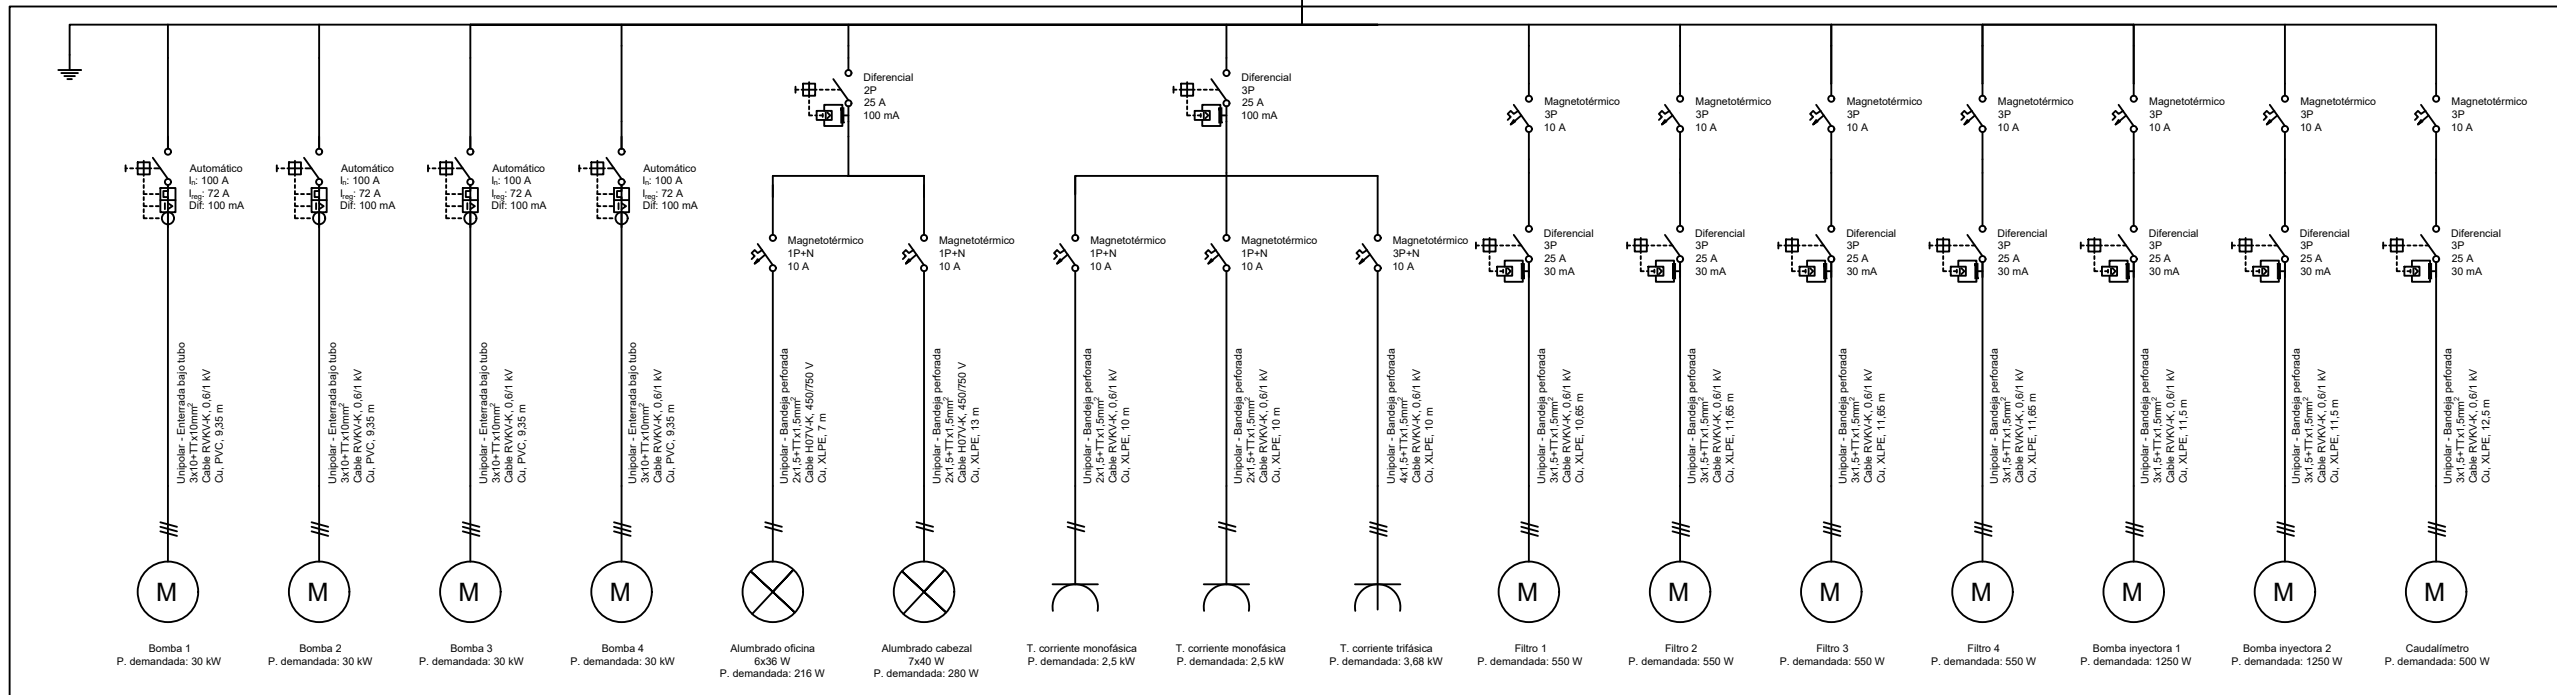 Automático
In: 100 A
Ireg: 72 A
Dif: 100 mA
Unipolar - Enterrada bajo tubo
3x10+TTx10mm²
Cable RVKV-K, 0,6/1 kV
Cu, PVC, 9,35 m
M
Bomba 1
P. demandada: 30 kW
Automático
In: 100 A
Ireg: 72 A
Dif: 100 mA
Unipolar - Enterrada bajo tubo
3x10+TTx10mm²
Cable RVKV-K, 0,6/1 kV
Cu, PVC, 9,35 m
M
Bomba 2
P. demandada: 30 kW
Automático
In: 100 A
Ireg: 72 A
Dif: 100 mA
Unipolar - Enterrada bajo tubo
3x10+TTx10mm²
Cable RVKV-K, 0,6/1 kV
Cu, PVC, 9,35 m
M
Bomba 3
P. demandada: 30 kW
Automático
In: 100 A
Ireg: 72 A
Dif: 100 mA
Unipolar - Enterrada bajo tubo
3x10+TTx10mm²
Cable RVKV-K, 0,6/1 kV
Cu, PVC, 9,35 m
M
Bomba 4
P. demandada: 30 kW
Diferencial
2P
25 A
100 mA
Magnetotérmico
1P+N
10 A
Unipolar - Bandeja perforada
2x1,5+TTx1,5mm²
Cable H07V-K, 450/750 V
Cu, XLPE, 7 m
Alumbrado oficina
6x36 W
P. demandada: 216 W
Magnetotérmico
1P+N
10 A
Unipolar - Bandeja perforada
2x1,5+TTx1,5mm²
Cable H07V-K, 450/750 V
Cu, XLPE, 13 m
Alumbrado cabezal
7x40 W
P. demandada: 280 W
Diferencial
3P
25 A
100 mA
Magnetotérmico
1P+N
10 A
Unipolar - Bandeja perforada
2x1,5+TTx1,5mm²
Cable RVKV-K, 0,6/1 kV
Cu, XLPE, 10 m
T. corriente monofásica
P. demandada: 2,5 kW
Magnetotérmico
1P+N
10 A
Unipolar - Bandeja perforada
2x1,5+TTx1,5mm²
Cable RVKV-K, 0,6/1 kV
Cu, XLPE, 10 m
T. corriente monofásica
P. demandada: 2,5 kW
Magnetotérmico
3P+N
10 A
Unipolar - Bandeja perforada
4x1,5+TTx1,5mm²
Cable RVKV-K, 0,6/1 kV
Cu, XLPE, 10 m
T. corriente trifásica
P. demandada: 3,68 kW
Magnetotérmico
3P
10 A
Diferencial
3P
25 A
30 mA
Unipolar - Bandeja perforada
3x1,5+TTx1,5mm²
Cable RVKV-K, 0,6/1 kV
Cu, XLPE, 10,65 m
M
Filtro 1
P. demandada: 550 W
Magnetotérmico
3P
10 A
Diferencial
3P
25 A
30 mA
Unipolar - Bandeja perforada
3x1,5+TTx1,5mm²
Cable RVKV-K, 0,6/1 kV
Cu, XLPE, 11,65 m
M
Filtro 2
P. demandada: 550 W
Magnetotérmico
3P
10 A
Diferencial
3P
25 A
30 mA
Unipolar - Bandeja perforada
3x1,5+TTx1,5mm²
Cable RVKV-K, 0,6/1 kV
Cu, XLPE, 11,65 m
M
Filtro 3
P. demandada: 550 W
Magnetotérmico
3P
10 A
Diferencial
3P
25 A
30 mA
Unipolar - Bandeja perforada
3x1,5+TTx1,5mm²
Cable RVKV-K, 0,6/1 kV
Cu, XLPE, 11,65 m
M
Filtro 4
P. demandada: 550 W
Magnetotérmico
3P
10 A
Diferencial
3P
25 A
30 mA
Unipolar - Bandeja perforada
3x1,5+TTx1,5mm²
Cable RVKV-K, 0,6/1 kV
Cu, XLPE, 11,5 m
M
Bomba inyectora 1
P. demandada: 1250 W
Magnetotérmico
3P
10 A
Diferencial
3P
25 A
30 mA
Unipolar - Bandeja perforada
3x1,5+TTx1,5mm²
Cable RVKV-K, 0,6/1 kV
Cu, XLPE, 11,5 m
M
Bomba inyectora 2
P. demandada: 1250 W
Magnetotérmico
3P
10 A
Diferencial
3P
25 A
30 mA
Unipolar - Bandeja perforada
3x1,5+TTx1,5mm²
Cable RVKV-K, 0,6/1 kV
Cu, XLPE, 12,5 m
M
Caudalímetro
P. demandada: 500 W